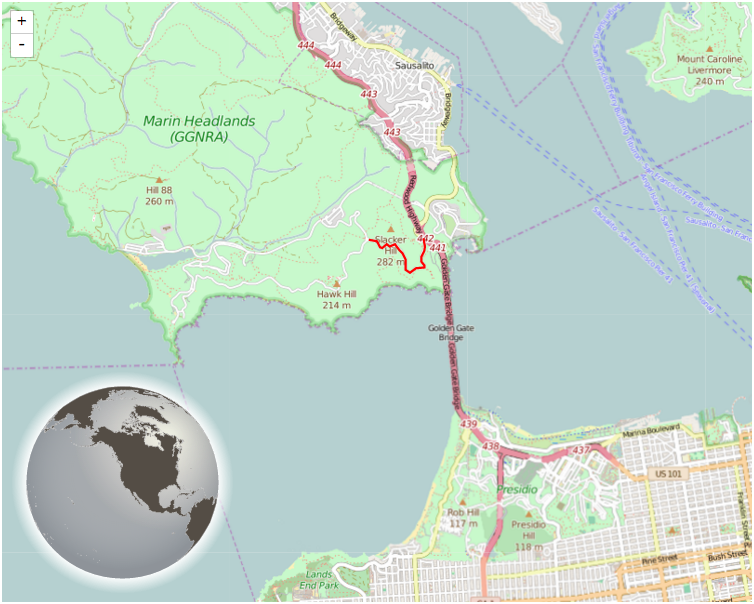 +
-
444
Bridgeway
444
Sausalito
443
Bridgeway
443
Mount Caroline
Livermore
240 m
Marin Headlands
(GGNRA)
Hill 88
260 m
Redwood Highway
Slacker
Hill
282 m
442
441
Hawk Hill
214 m
Golden Gate Bridge
Golden Gate
Bridge
Golden Gate Bridge
439
438
437
Marina Boulevard
US 101
Presidio
Rob Hill
117 m
Presidio
Hill
118 m
Pine Street
Bush Street
Lands
End Park